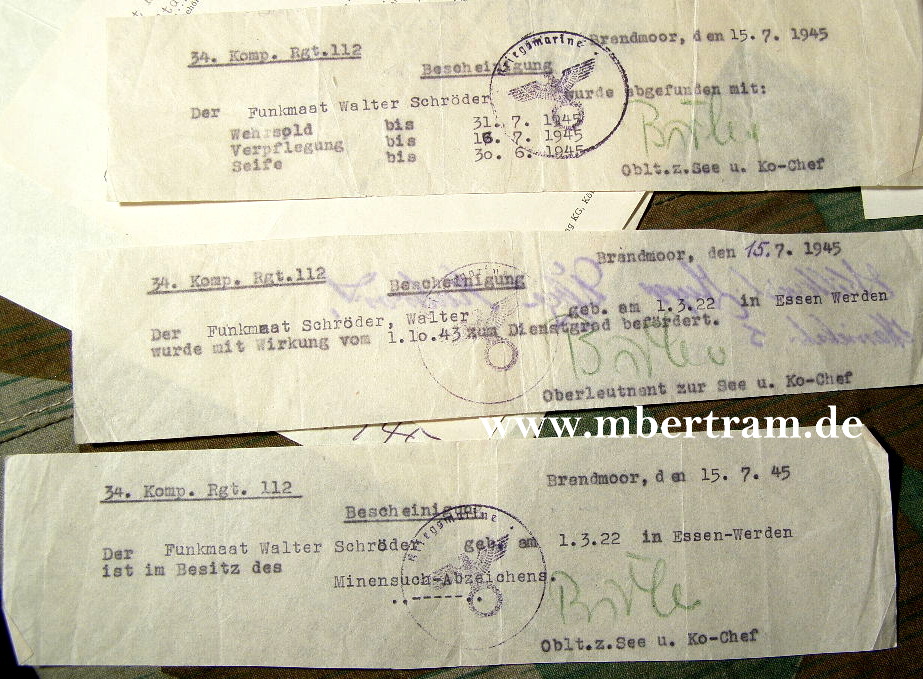 34. Komp. Rgt.112
Brandmoor, den 15.7. 1945
Bescheinigung
Kriegsmarine
Der Funkmaat Walter Schröder wurde abgefunden mit:
Wehrsold bis 31. 7. 1945
Verpflegung bis 7. 1945
Seife bis 30. 6. 1945
Oblt.z.See u. Ko-Chef
34. Komp. Rgt.112
Brandmoor, den 15.7. 1945
Bescheinigung
Der Funkmaat Schröder, Walter geb. am 1.3.22 in Essen Werden
wurde mit Wirkung vom 1.10.43 zum Dienstgrad befördert.
Oberleutnant zur See u. Ko-Chef
www.mbertram.de
34. Komp. Rgt. 112
Brandmoor, den 15. 7. 45
Bescheinigung
Kriegsmarine
Der Funkmaat Walter Schröder geb. am 1.3.22 in Essen-Werden
ist im Besitz des
Minensuch-Abzeichens.
Oblt.z.See u. Ko-Chef